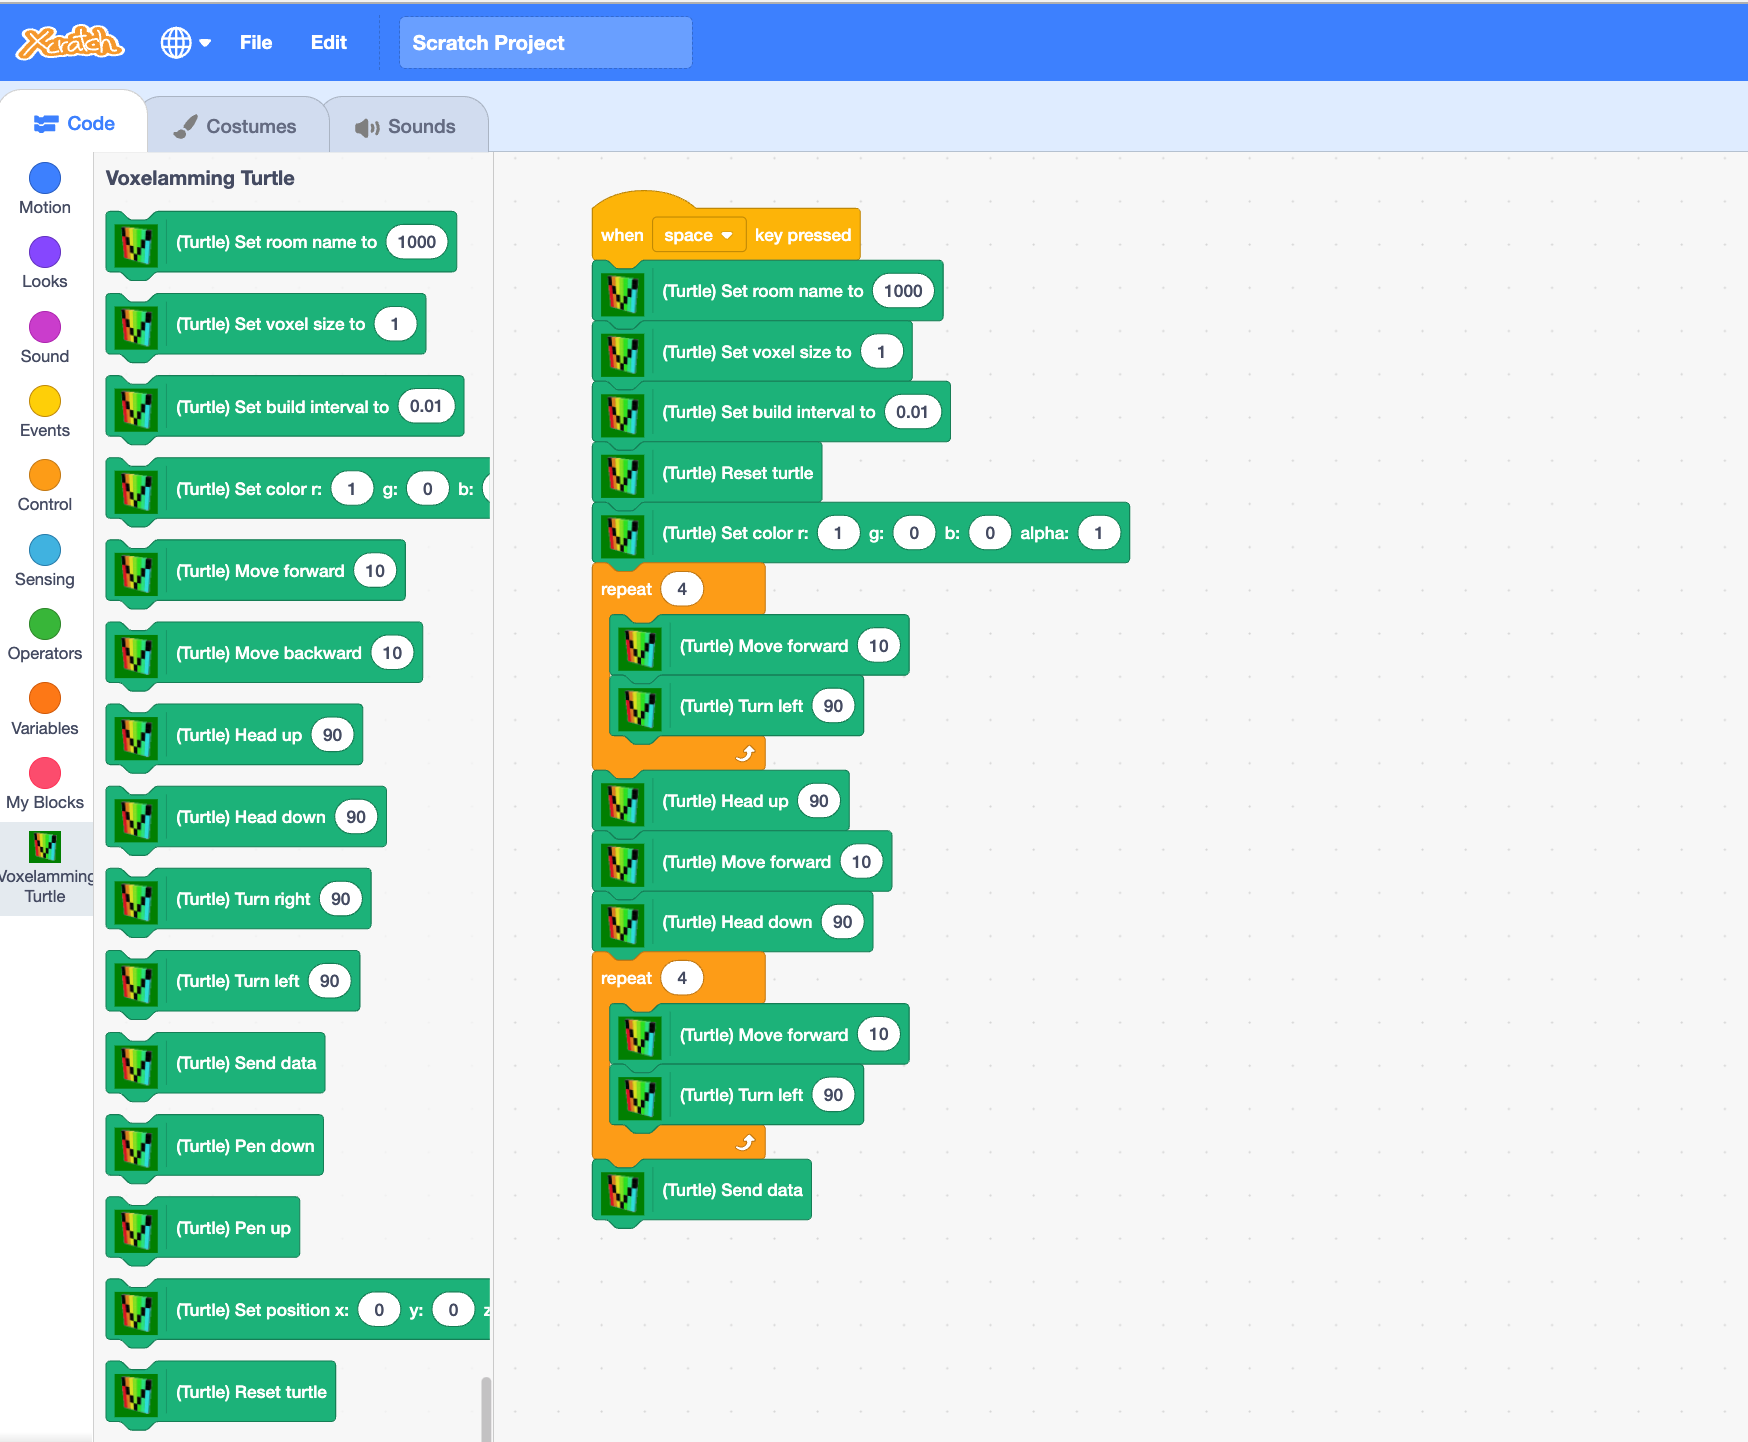 Xcratch
File
Edit
Scratch Project
Code
Costumes
Sounds
Motion
Looks
Sound
Events
Control
Sensing
Operators
Variables
My Blocks
Voxelamming
Turtle
Voxelamming Turtle
(Turtle) Set room name to 1000
(Turtle) Set voxel size to 1
(Turtle) Set build interval to 0.01
(Turtle) Set color r: 1 g: 0 b:
(Turtle) Move forward 10
(Turtle) Move backward 10
(Turtle) Head up 90
(Turtle) Head down 90
(Turtle) Turn right 90
(Turtle) Turn left 90
(Turtle) Send data
(Turtle) Pen down
(Turtle) Pen up
(Turtle) Set position x: 0 y: 0 z
(Turtle) Reset turtle
when space key pressed
(Turtle) Set room name to 1000
(Turtle) Set voxel size to 1
(Turtle) Set build interval to 0.01
(Turtle) Reset turtle
(Turtle) Set color r: 1 g: 0 b: 0 alpha: 1
repeat 4
(Turtle) Move forward 10
(Turtle) Turn left 90
(Turtle) Head up 90
(Turtle) Move forward 10
(Turtle) Head down 90
repeat 4
(Turtle) Move forward 10
(Turtle) Turn left 90
(Turtle) Send data